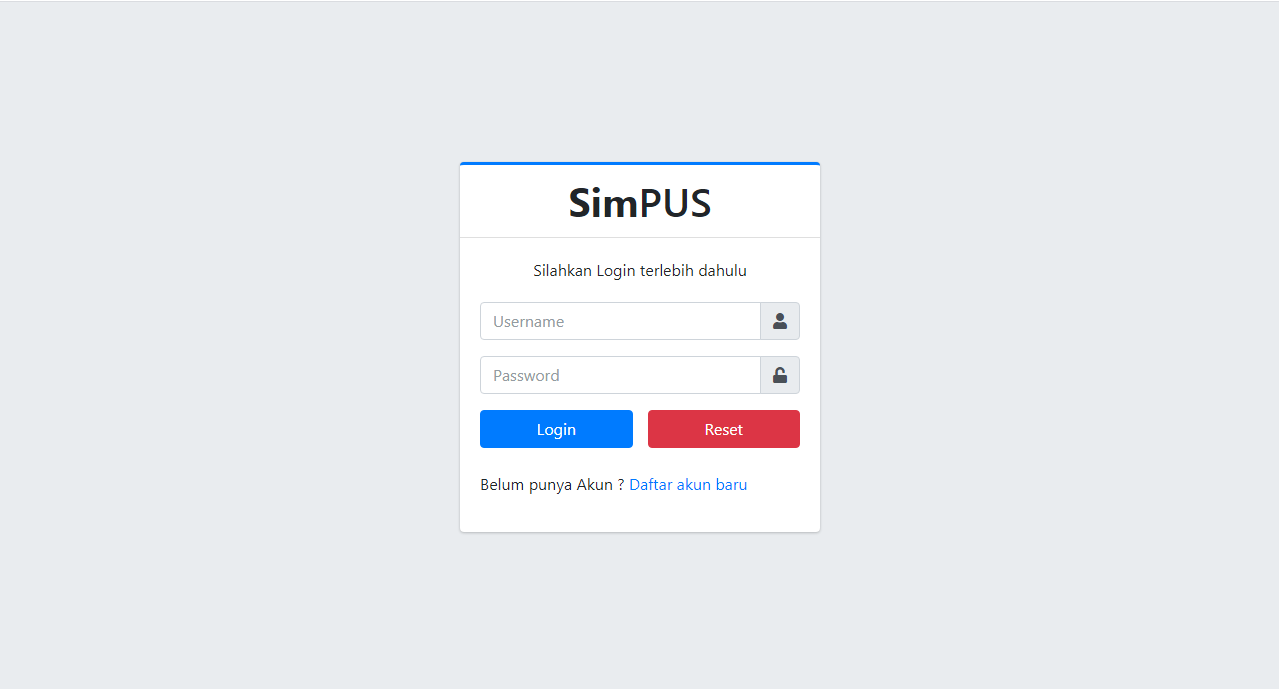 SimPUS
Silahkan Login terlebih dahulu
Username
Password
Login
Reset
Belum punya Akun ? Daftar akun baru